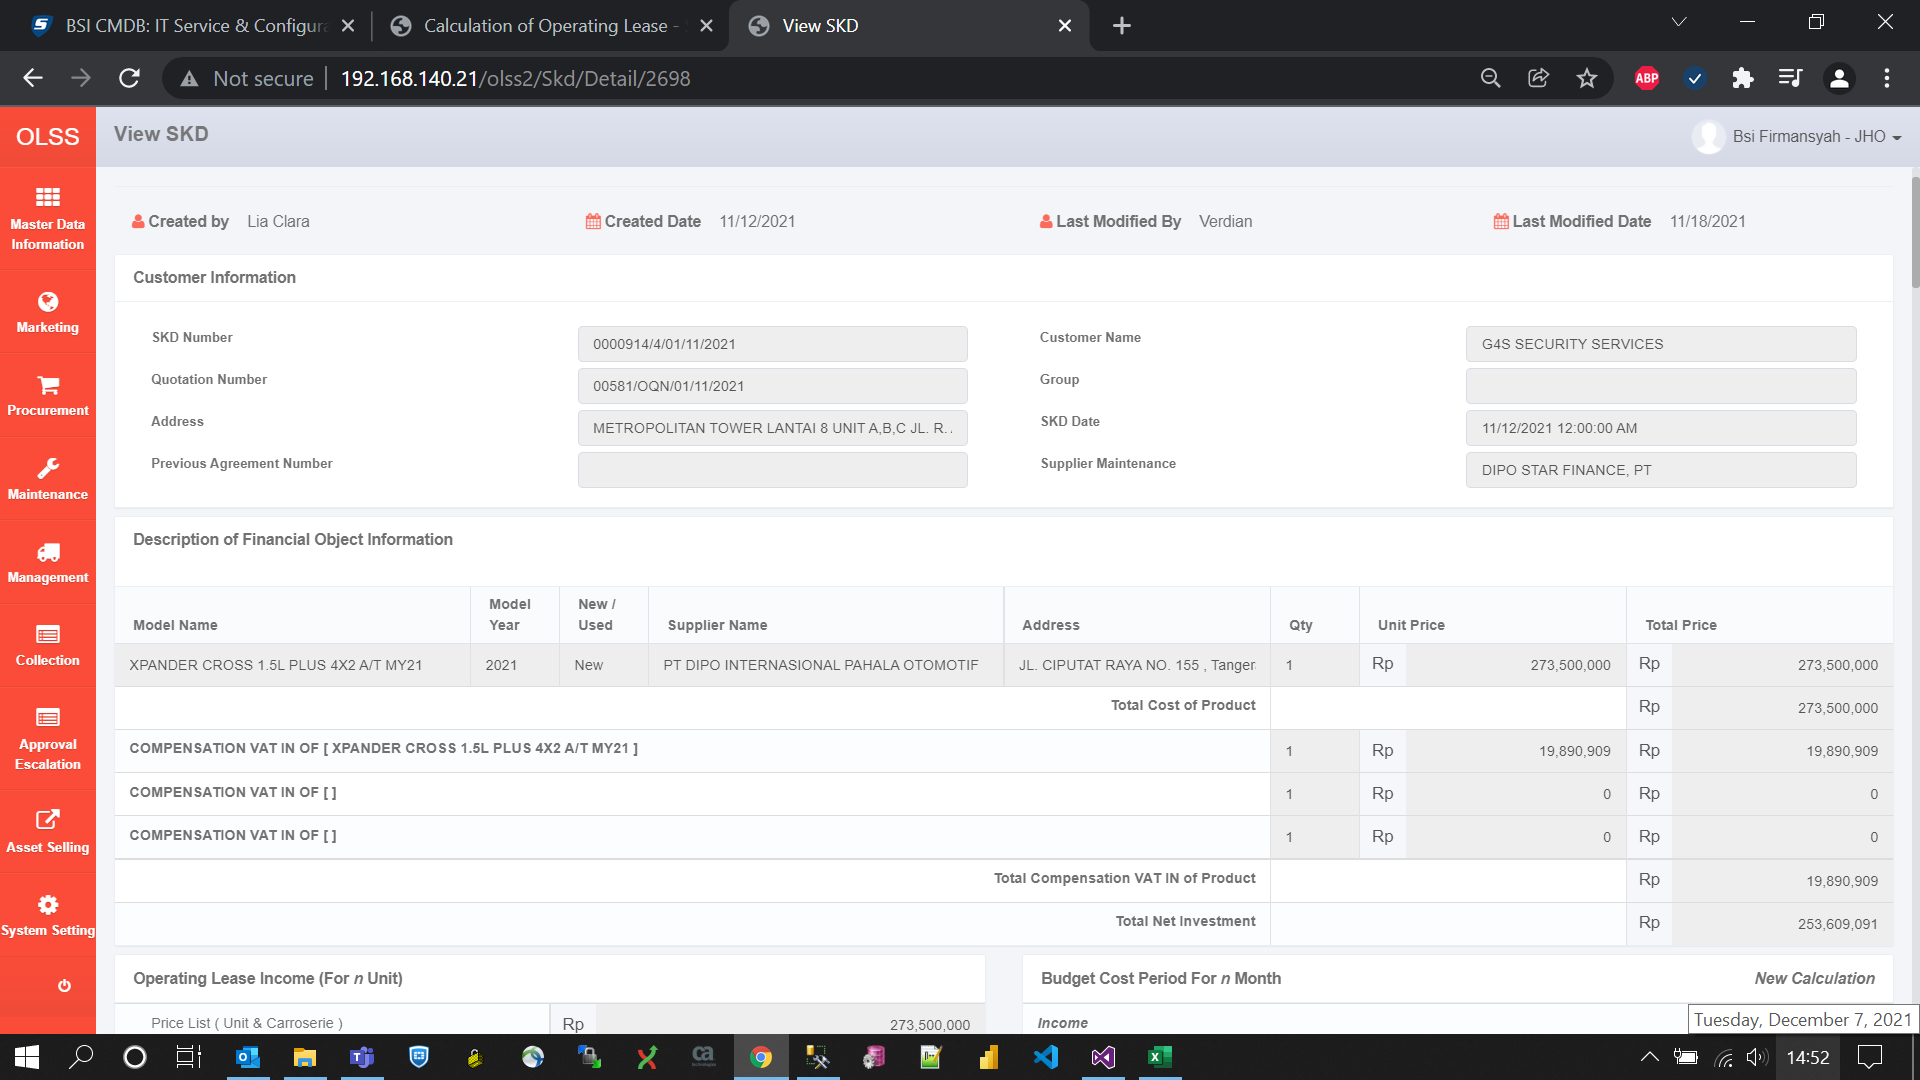 BSI CMDB: IT Service & Configura
Calculation of Operating Lease -
View SKD
Not secure
192.168.140.21/olss2/Skd/Detail/2698
ABP
OLSS
View SKD
Bsi Firmansyah - JHO
Master Data
Information
Marketing
Procurement
Maintenance
Management
Collection
Approval
Escalation
Asset Selling
System Setting
Created by Lia Clara
Created Date 11/12/2021
Last Modified By Verdian
Last Modified Date 11/18/2021
Customer Information
SKD Number 0000914/4/01/11/2021
Customer Name G4S SECURITY SERVICES
Quotation Number 00581/OQN/01/11/2021
Group
Address METROPOLITAN TOWER LANTAI 8 UNIT A,B,C JL. R.
SKD Date 11/12/2021 12:00:00 AM
Previous Agreement Number
Supplier Maintenance DIPO STAR FINANCE, PT
Description of Financial Object Information
Model Name Model Year New / Used Supplier Name Address Qty Unit Price Total Price
XPANDER CROSS 1.5L PLUS 4X2 A/T MY21 2021 New PT DIPO INTERNASIONAL PAHALA OTOMOTIF JL. CIPUTAT RAYA NO. 155 , Tanger 1 Rp 273,500,000 Rp 273,500,000
Total Cost of Product Rp 273,500,000
COMPENSATION VAT IN OF [ XPANDER CROSS 1.5L PLUS 4X2 A/T MY21 ] 1 Rp 19,890,909 Rp 19,890,909
COMPENSATION VAT IN OF [ ] 1 Rp 0 Rp 0
COMPENSATION VAT IN OF [ ] 1 Rp 0 Rp 0
Total Compensation VAT IN of Product Rp 19,890,909
Total Net Investment Rp 253,609,091
Operating Lease Income (For n Unit)
Budget Cost Period For n Month New Calculation
Price List ( Unit & Carroserie ) Rp 273,500,000
Income
Tuesday, December 7, 2021
ca
14:52